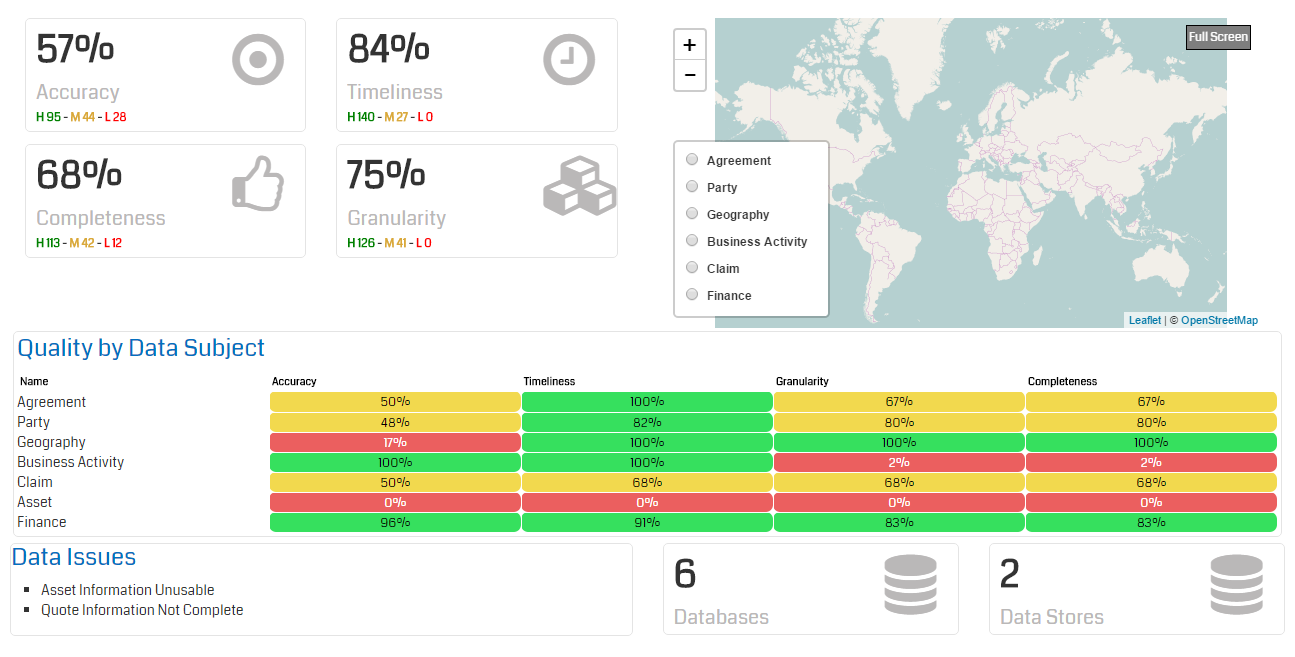 57%
Accuracy
H 95 - M 44 - L 28
84%
Timeliness
H 140 - M 27 - L 0
68%
Completeness
H 113 - M 42 - L 12
75%
Granularity
H 126 - M 41 - L 0
+
−
Full Screen
Agreement
Party
Geography
Business Activity
Claim
Finance
Leaflet | © OpenStreetMap
Quality by Data Subject
Name Accuracy Timeliness Granularity Completeness
Agreement 50% 100% 67% 67%
Party 48% 82% 80% 80%
Geography 17% 100% 100% 100%
Business Activity 100% 100% 2% 2%
Claim 50% 68% 68% 68%
Asset 0% 0% 0% 0%
Finance 96% 91% 83% 83%
Data Issues
Asset Information Unusable
Quote Information Not Complete
6
Databases
2
Data Stores